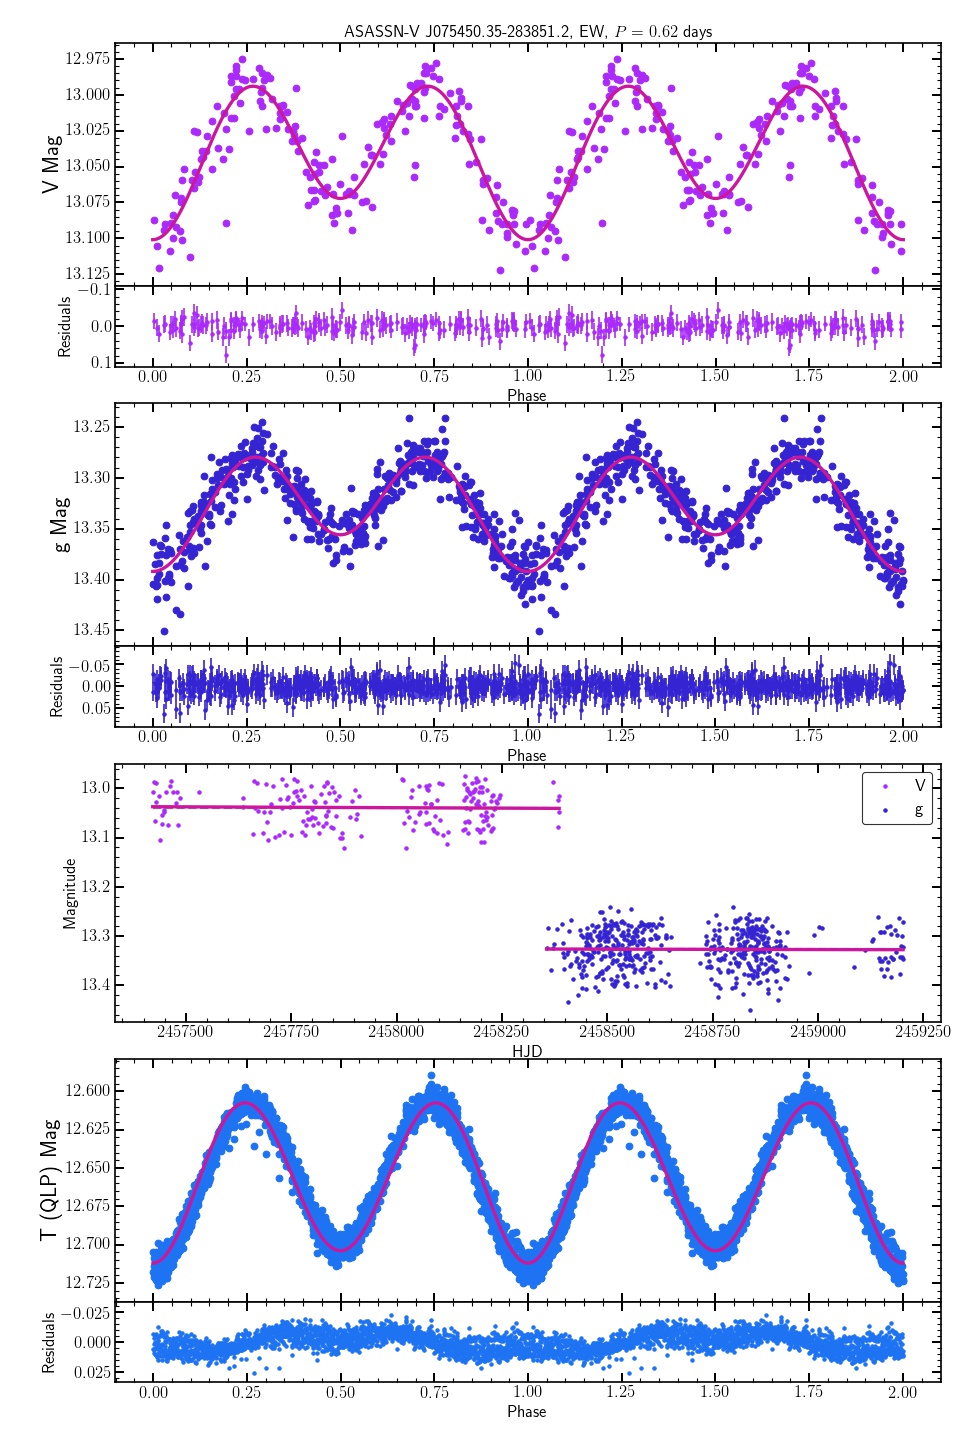 ASASSN-V J075450.35-283851.2, EW, P = 0.62 days
V Mag
12.975
13.000
13.025
13.050
13.075
13.100
13.125
Residuals
−0.1
0.0
0.1
0.00 0.25 0.50 0.75 1.00 1.25 1.50 1.75 2.00
Phase
g Mag
13.25
13.30
13.35
13.40
13.45
Residuals
−0.05
0.00
0.05
0.00 0.25 0.50 0.75 1.00 1.25 1.50 1.75 2.00
Phase
Magnitude
13.0
13.1
13.2
13.3
13.4
V
g
2457500 2457750 2458000 2458250 2458500 2458750 2459000 2459250
HJD
T (QLP) Mag
12.600
12.625
12.650
12.675
12.700
12.725
Residuals
−0.025
0.000
0.025
0.00 0.25 0.50 0.75 1.00 1.25 1.50 1.75 2.00
Phase